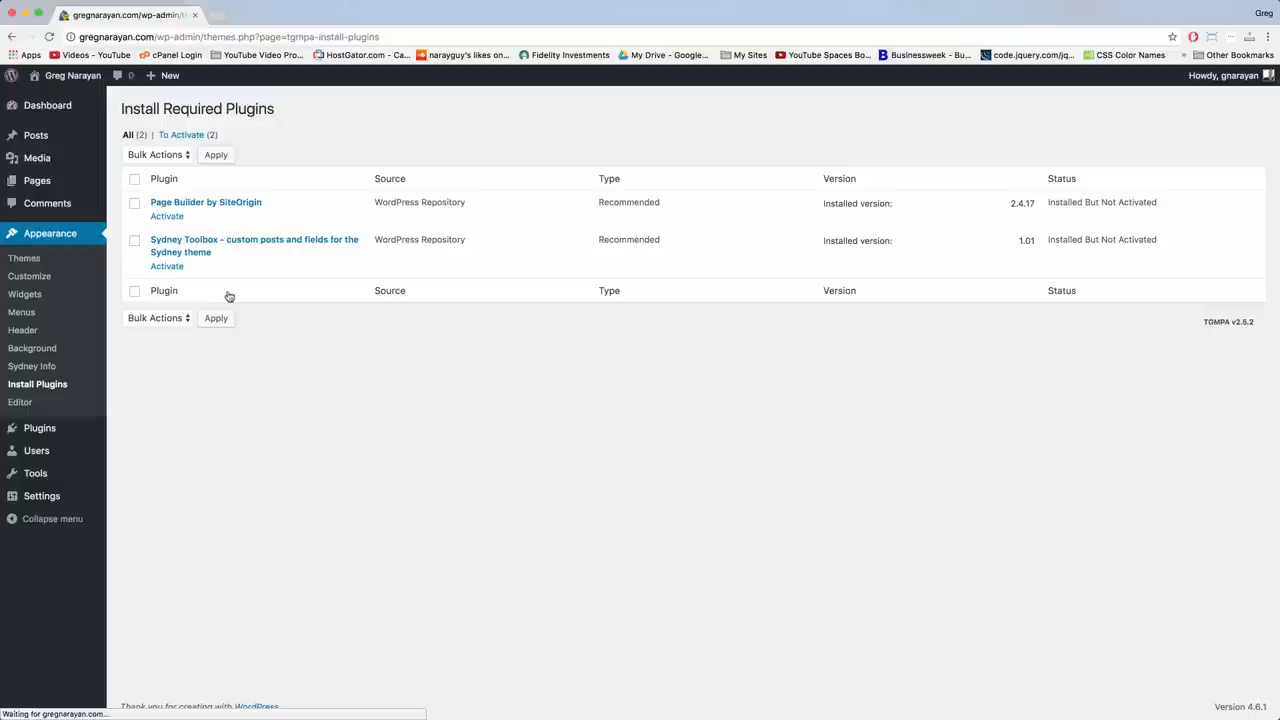 gregnarayan.com/wp-admin/th
Greg
gregnarayan.com/wp-admin/themes.php?page=tgmpa-install-plugins
Apps
Videos - YouTube
cPanel Login
YouTube Video Pro...
HostGator.com - Ca...
narayguy's likes on...
Fidelity Investments
My Drive - Google...
My Sites
YouTube Spaces Bo...
Businessweek - Bu...
code.jquery.com/jq...
CSS Color Names
»
Other Bookmarks
Greg Narayan
0
+ New
Howdy, gnarayan
Dashboard
Posts
Media
Pages
Comments
Appearance
Themes
Customize
Widgets
Menus
Header
Background
Sydney Info
Install Plugins
Editor
Plugins
Users
Tools
Settings
Collapse menu
Install Required Plugins
All (2) | To Activate (2)
Bulk Actions
Apply
Plugin Source Type Version Status
Page Builder by SiteOrigin WordPress Repository Recommended Installed version: 2.4.17 Installed But Not Activated
Activate
Sydney Toolbox - custom posts and fields for the WordPress Repository Recommended Installed version: 1.01 Installed But Not Activated
Sydney theme
Activate
Plugin Source Type Version Status
Bulk Actions
Apply
TGMPA v2.5.2
Thank you for creating with WordPress
Version 4.6.1
Waiting for gregnarayan.com...